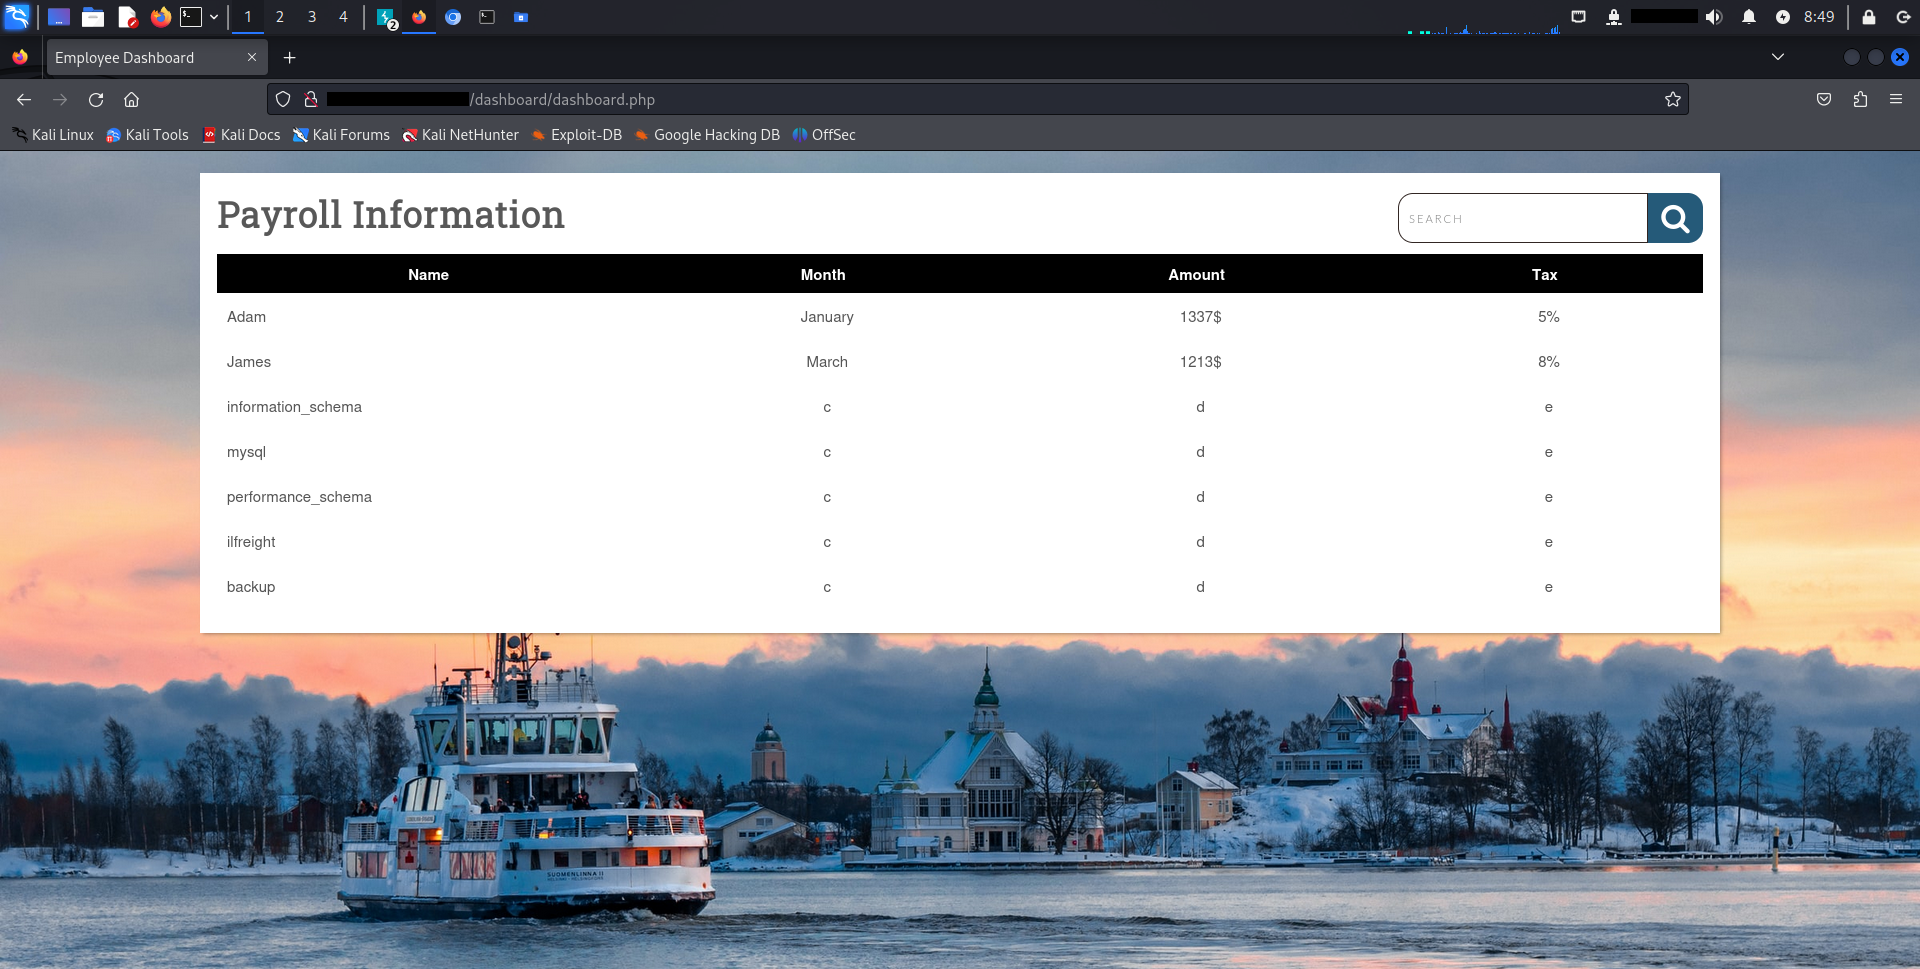 1 2 3 4 2 8:49
Employee Dashboard
/dashboard/dashboard.php
Kali Linux Kali Tools Kali Docs Kali Forums Kali NetHunter Exploit-DB Google Hacking DB OffSec
Payroll Information
SEARCH
Name Month Amount Tax
Adam January 1337$ 5%
James March 1213$ 8%
information_schema c d e
mysql c d e
performance_schema c d e
ilfreight c d e
backup c d e
SUOMENLINNA II